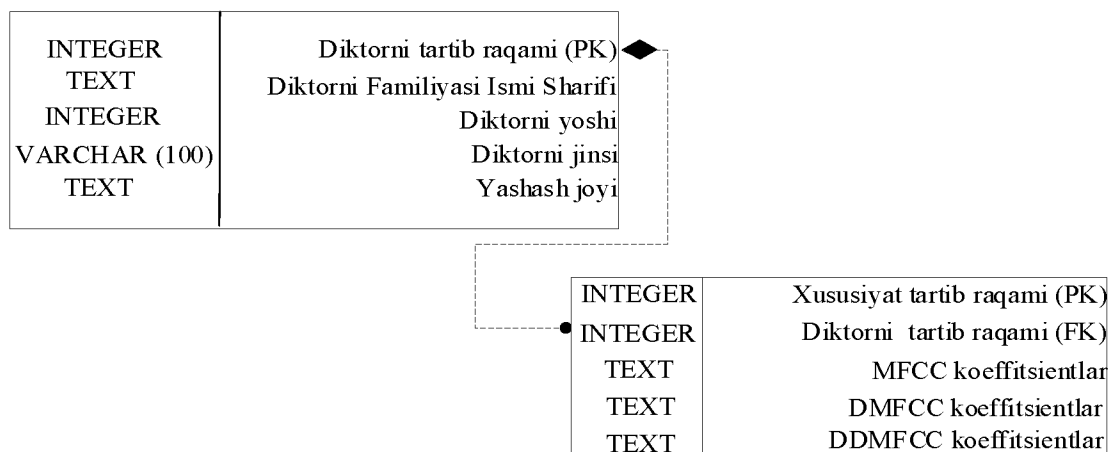 INTEGER Diktorni tartib raqami (PK)
TEXT Diktorni Familiyasi Ismi Sharifi
INTEGER Diktorni yoshi
VARCHAR (100) Diktorni jinsi
TEXT Yashash joyi
INTEGER Xususiyat tartib raqami (PK)
INTEGER Diktorni tartib raqami (FK)
TEXT MFCC koeffitsientlar
TEXT DMFCC koeffitsientlar
TEXT DDMFCC koeffitsientlar